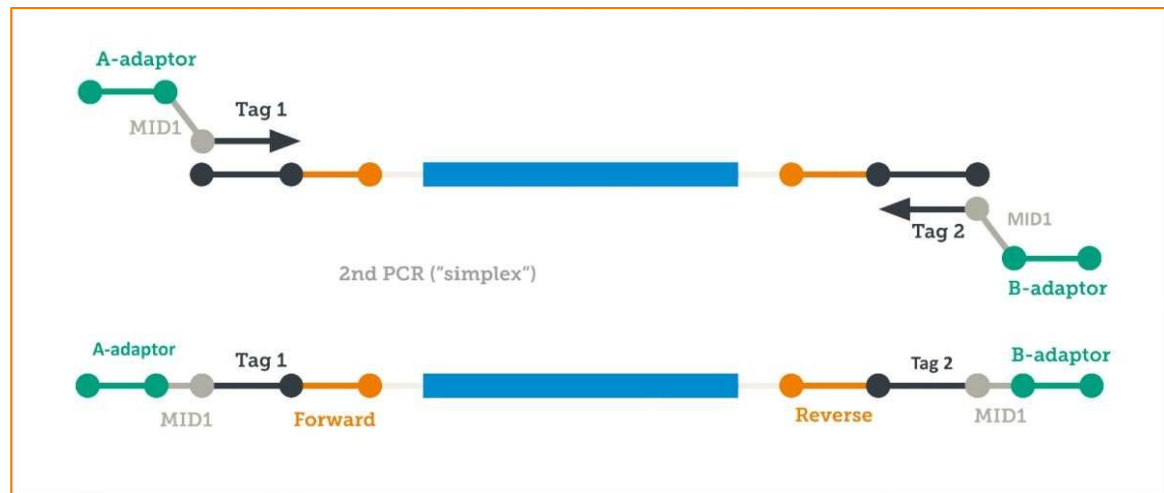 A-adaptor
Tag 1
MID1
MID1
Tag 2
2nd PCR ("simplex")
B-adaptor
A-adaptor
Tag 1
Tag 2
B-adaptor
MID1
Forward
Reverse
MID1